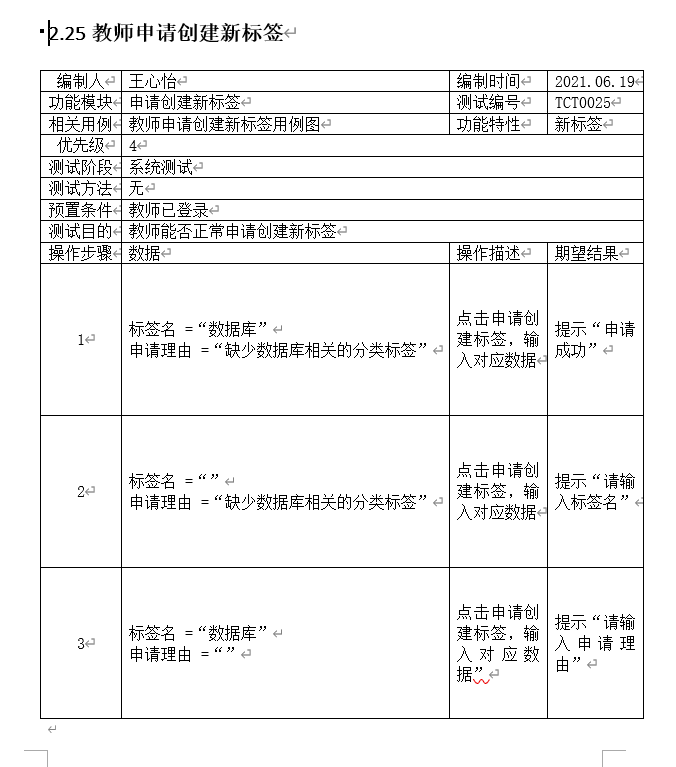 2.25 教师申请创建新标签
编制人 王心怡 编制时间 2021.06.19
功能模块 申请创建新标签 测试编号 TCT0025
相关用例 教师申请创建新标签用例图 功能特性 新标签
优先级 4
测试阶段 系统测试
测试方法 无
预置条件 教师已登录
测试目的 教师能否正常申请创建新标签
操作步骤 数据 操作描述 期望结果
1
标签名 =“数据库”
申请理由 =“缺少数据库相关的分类标签”
点击申请创
建标签，输
入对应数据
提示“申请
成功”
2
标签名 =“”
申请理由 =“缺少数据库相关的分类标签”
点击申请创
建标签，输
入对应数据
提示“请输
入标签名”
3
标签名 =“数据库”
申请理由 =“”
点击申请创
建标签，输
入对应数
据”
提示“请输
入申请理
由”